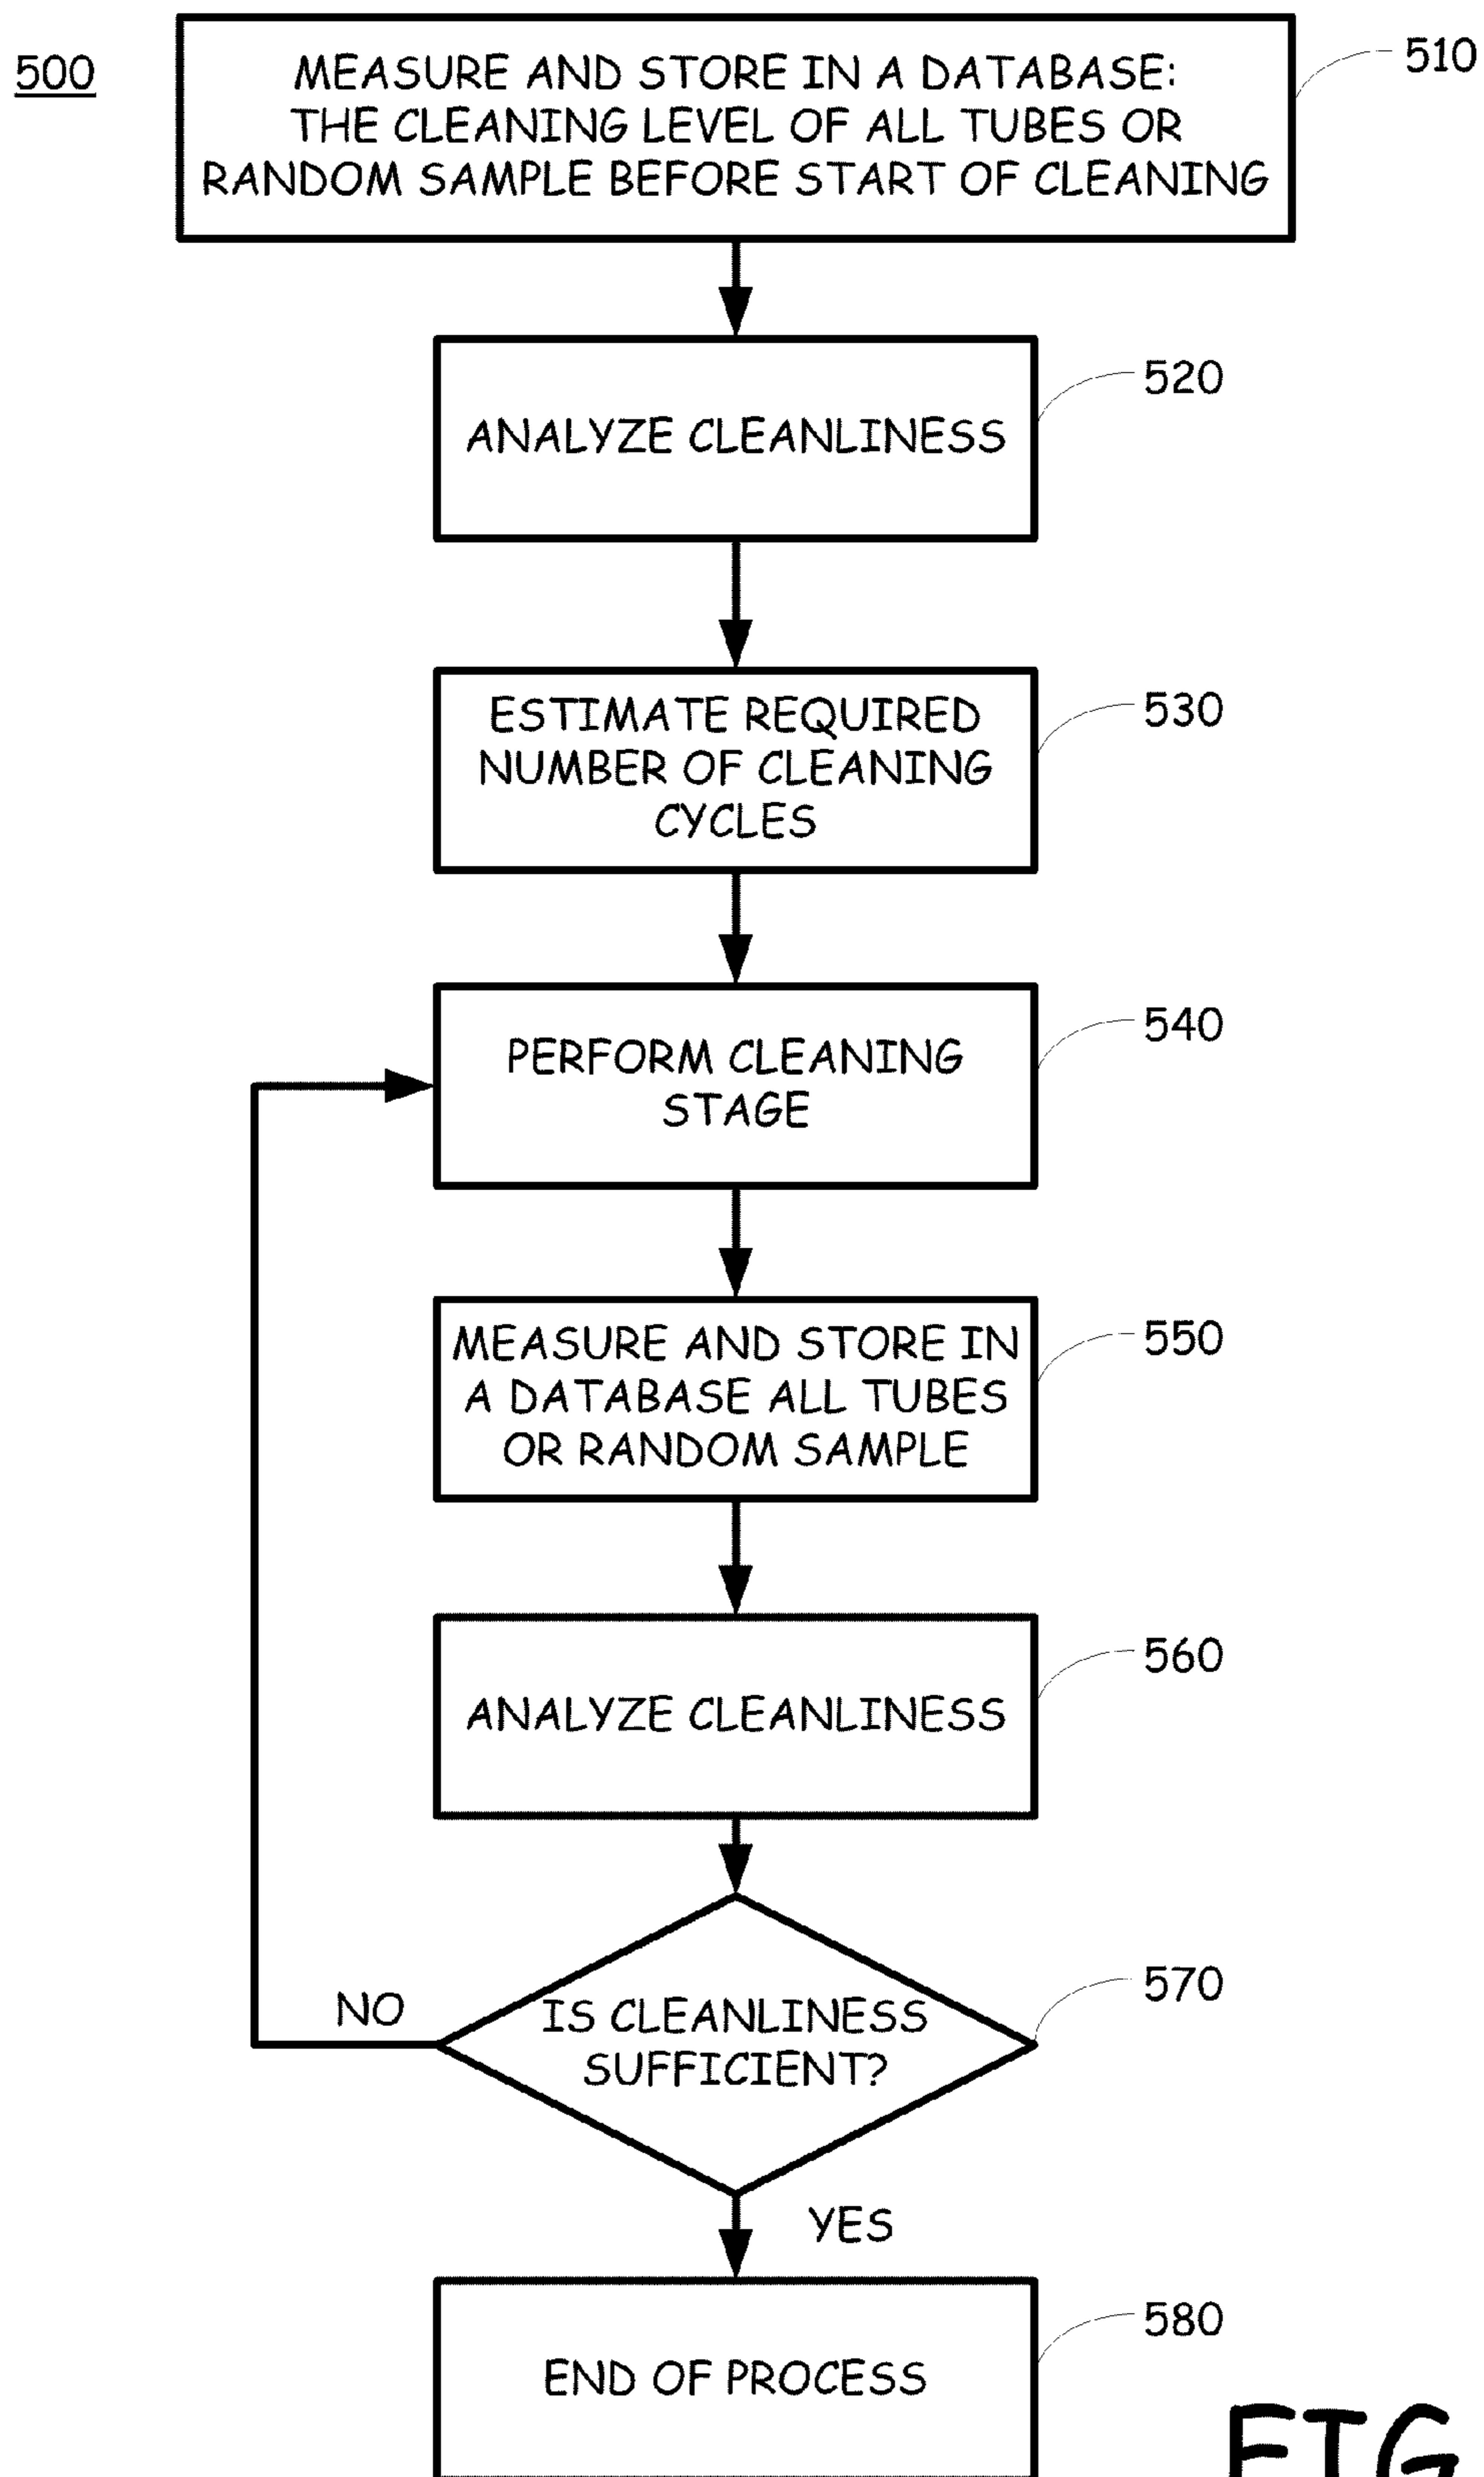 500
MEASURE AND STORE IN A DATABASE:
THE CLEANING LEVEL OF ALL TUBES OR
RANDOM SAMPLE BEFORE START OF CLEANING
510
ANALYZE CLEANLINESS
520
ESTIMATE REQUIRED
NUMBER OF CLEANING
CYCLES
530
PERFORM CLEANING
STAGE
540
MEASURE AND STORE IN
A DATABASE ALL TUBES
OR RANDOM SAMPLE
550
ANALYZE CLEANLINESS
560
IS CLEANLINESS
SUFFICIENT?
570
NO
YES
END OF PROCESS
580
FIG